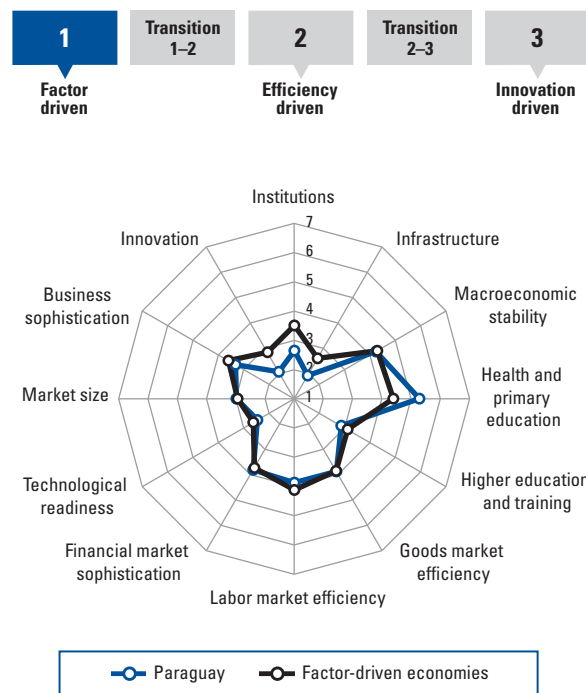 1
Transition
1–2
2
Transition
2–3
3
Factor
driven
Efficiency
driven
Innovation
driven
Institutions
7
6
5
4
3
2
1
Infrastructure
Macroeconomic
stability
Health and
primary
education
Higher education
and training
Goods market
efficiency
Labor market efficiency
Financial market
sophistication
Technological
readiness
Market size
Business
sophistication
Innovation
Paraguay
Factor-driven economies